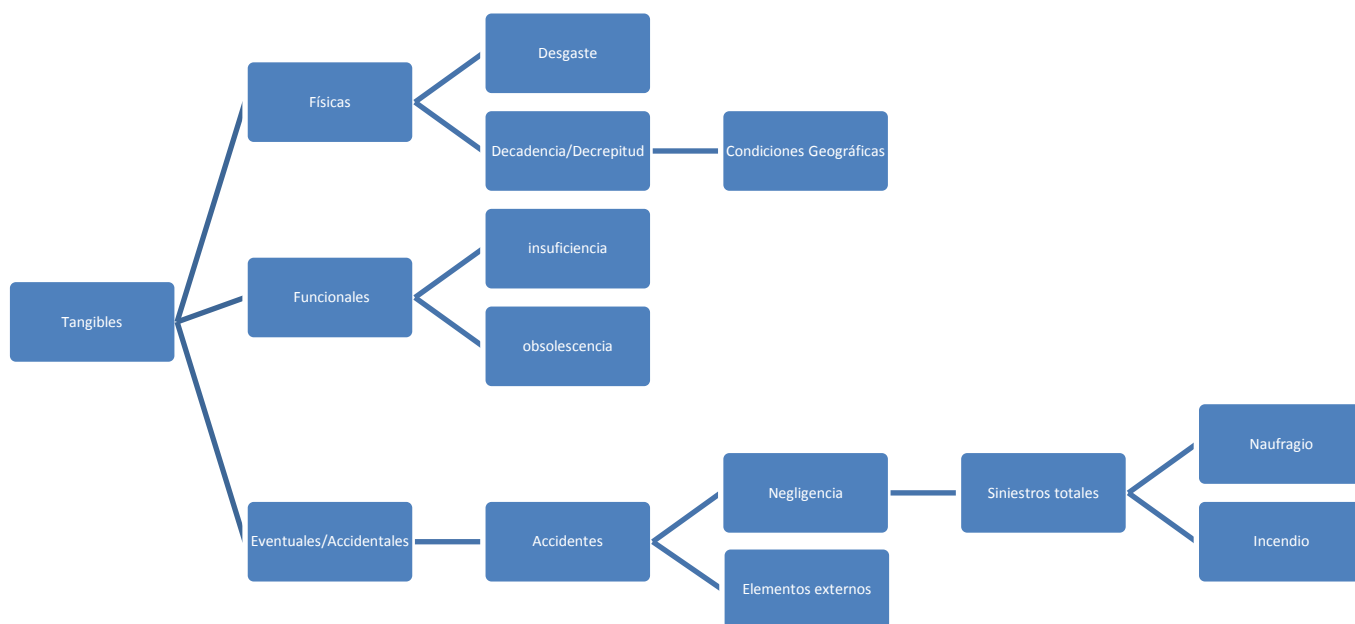 Desgaste
Físicas
Decadencia/Decrepitud
Condiciones Geográficas
insuficiencia
Funcionales
Tangibles
obsolescencia
Naufragio
Negligencia
Siniestros totales
Eventuales/Accidentales
Accidentes
Incendio
Elementos externos